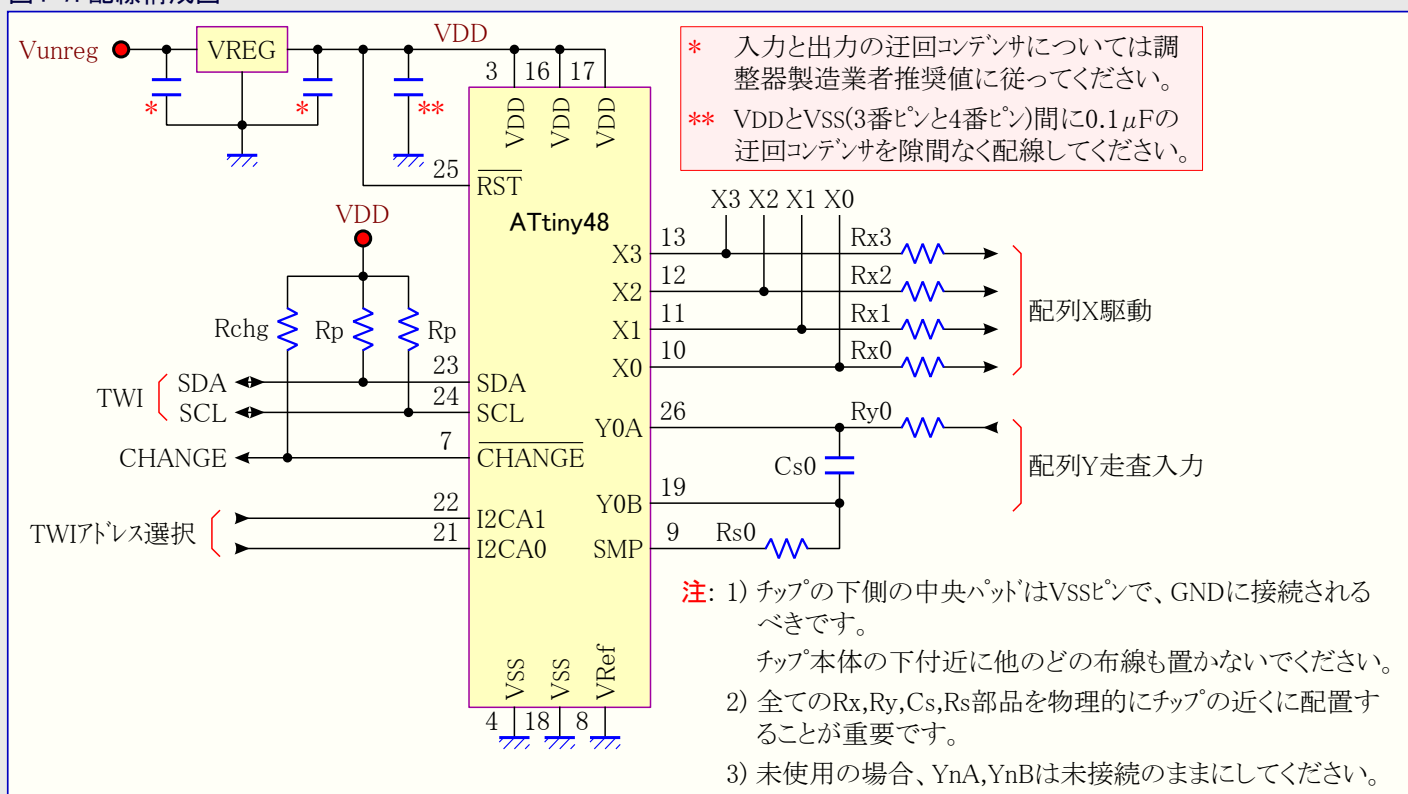 Vunreg
VREG
VDD
* 入力と出力の迂回コンデンサについては調
整器製造業者推奨値に従ってください。
** VDDとVSS(3番ピンと4番ピン)間に0.1μFの
迂回コンデンサを隙間なく配線してください。
*
*
**
3 16 17
VDD VDD VDD
25
RST
ATtiny48
X3 X2 X1 X0
VDD
13
X3
Rx3
12
X2
Rx2
11
X1
Rx1
10
X0
Rx0
配列X駆動
Rchg
Rp
Rp
TWI
SDA
23
SDA
SCL
24
SCL
CHANGE
7
CHANGE
TWIアドレス選択
22
I2CA1
21
I2CA0
26
Y0A
Ry0
Cs0
配列Y走査入力
19
Y0B
9
SMP
Rs0
VSS VSS VRef
4 18 8
注: 1) チップの下側の中央パッドはVSSピンで、GNDに接続される
べきです。
チップ本体の下付近に他のどの布線も置かないでください。
2) 全てのRx,Ry,Cs,Rs部品を物理的にチップの近くに配置す
ることが重要です。
3) 未使用の場合、YnA,YnBは未接続のままにしてください。